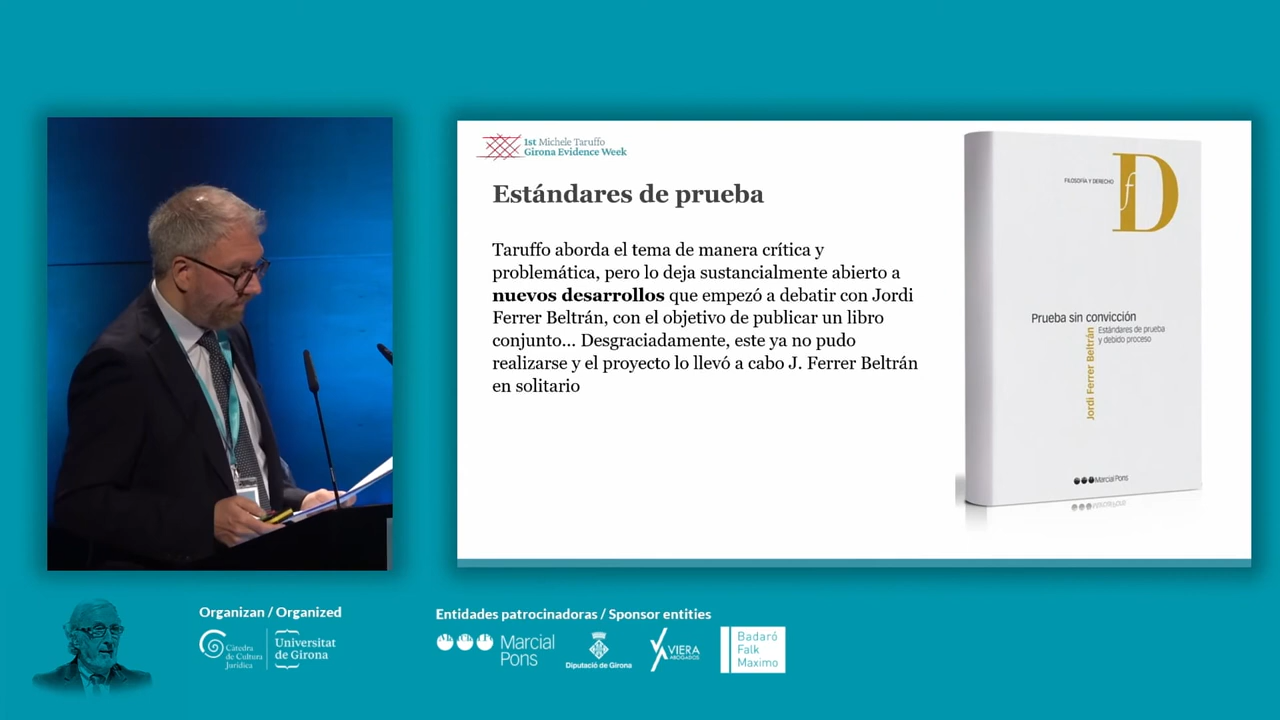 1st Michele Taruffo
Girona Evidence Week
Estándares de prueba
Taruffo aborda el tema de manera crítica y
problemática, pero lo deja sustancialmente abierto a
nuevos desarrollos que empezó a debatir con Jordi
Ferrer Beltrán, con el objetivo de publicar un libro
conjunto... Desgraciadamente, este ya no pudo
realizarse y el proyecto lo llevó a cabo J. Ferrer Beltrán
en solitario
FILOSOFÍA Y DERECHO
fD
Prueba sin convicción
Estándares de prueba
y debido proceso
Jordi Ferrer Beltrán
Marcial Pons
Organizan / Organized
Càtedra
de Cultura
Jurídica
Universitat
de Girona
Entidades patrocinadoras / Sponsor entities
Marcial
Pons
Diputació de Girona
VIERA
ABOGADOS
Badaró
Falk
Maximo